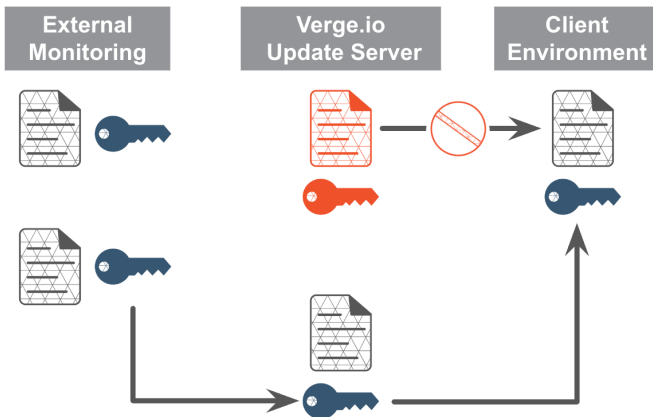 External
Monitoring
Verge.io
Update Server
Client
Environment